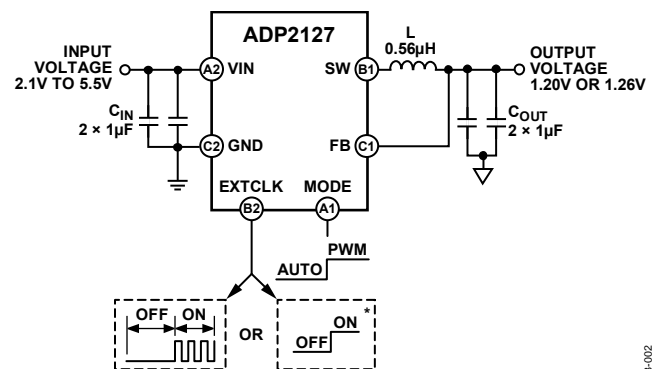 ADP2127
INPUT
VOLTAGE
2.1V TO 5.5V
A2 VIN
SW B1
L
0.56µH
OUTPUT
VOLTAGE
1.20V OR 1.26V
CIN
2 × 1µF
COUT
2 × 1µF
C2 GND
FB C1
EXTCLK MODE
B2 A1
PWM
AUTO
OFF ON
OR
ON *
OFF
-002